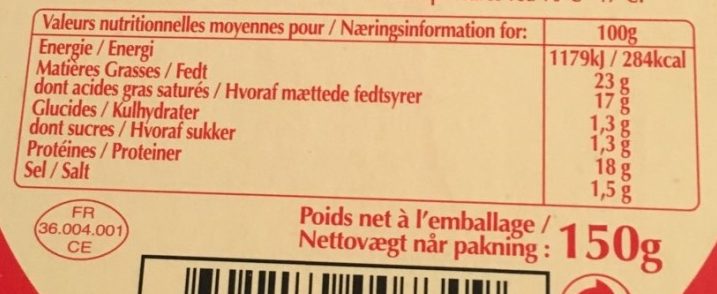 Valeurs nutritionnelles moyennes pour / Næringsinformation for: 100g
Energie / Energi 1179kJ / 284kcal
Matières Grasses / Fedt 23 g
dont acides gras saturés / Hvoraf mættede fedtsyrer 17 g
Glucides / Kulhydrater 1,3 g
dont sucres / Hvoraf sukker 1,3 g
Protéines / Proteiner 18 g
Sel / Salt 1,5 g
FR
36.004.001
CE
Poids net à l'emballage /
Nettovægt når pakning : 150g